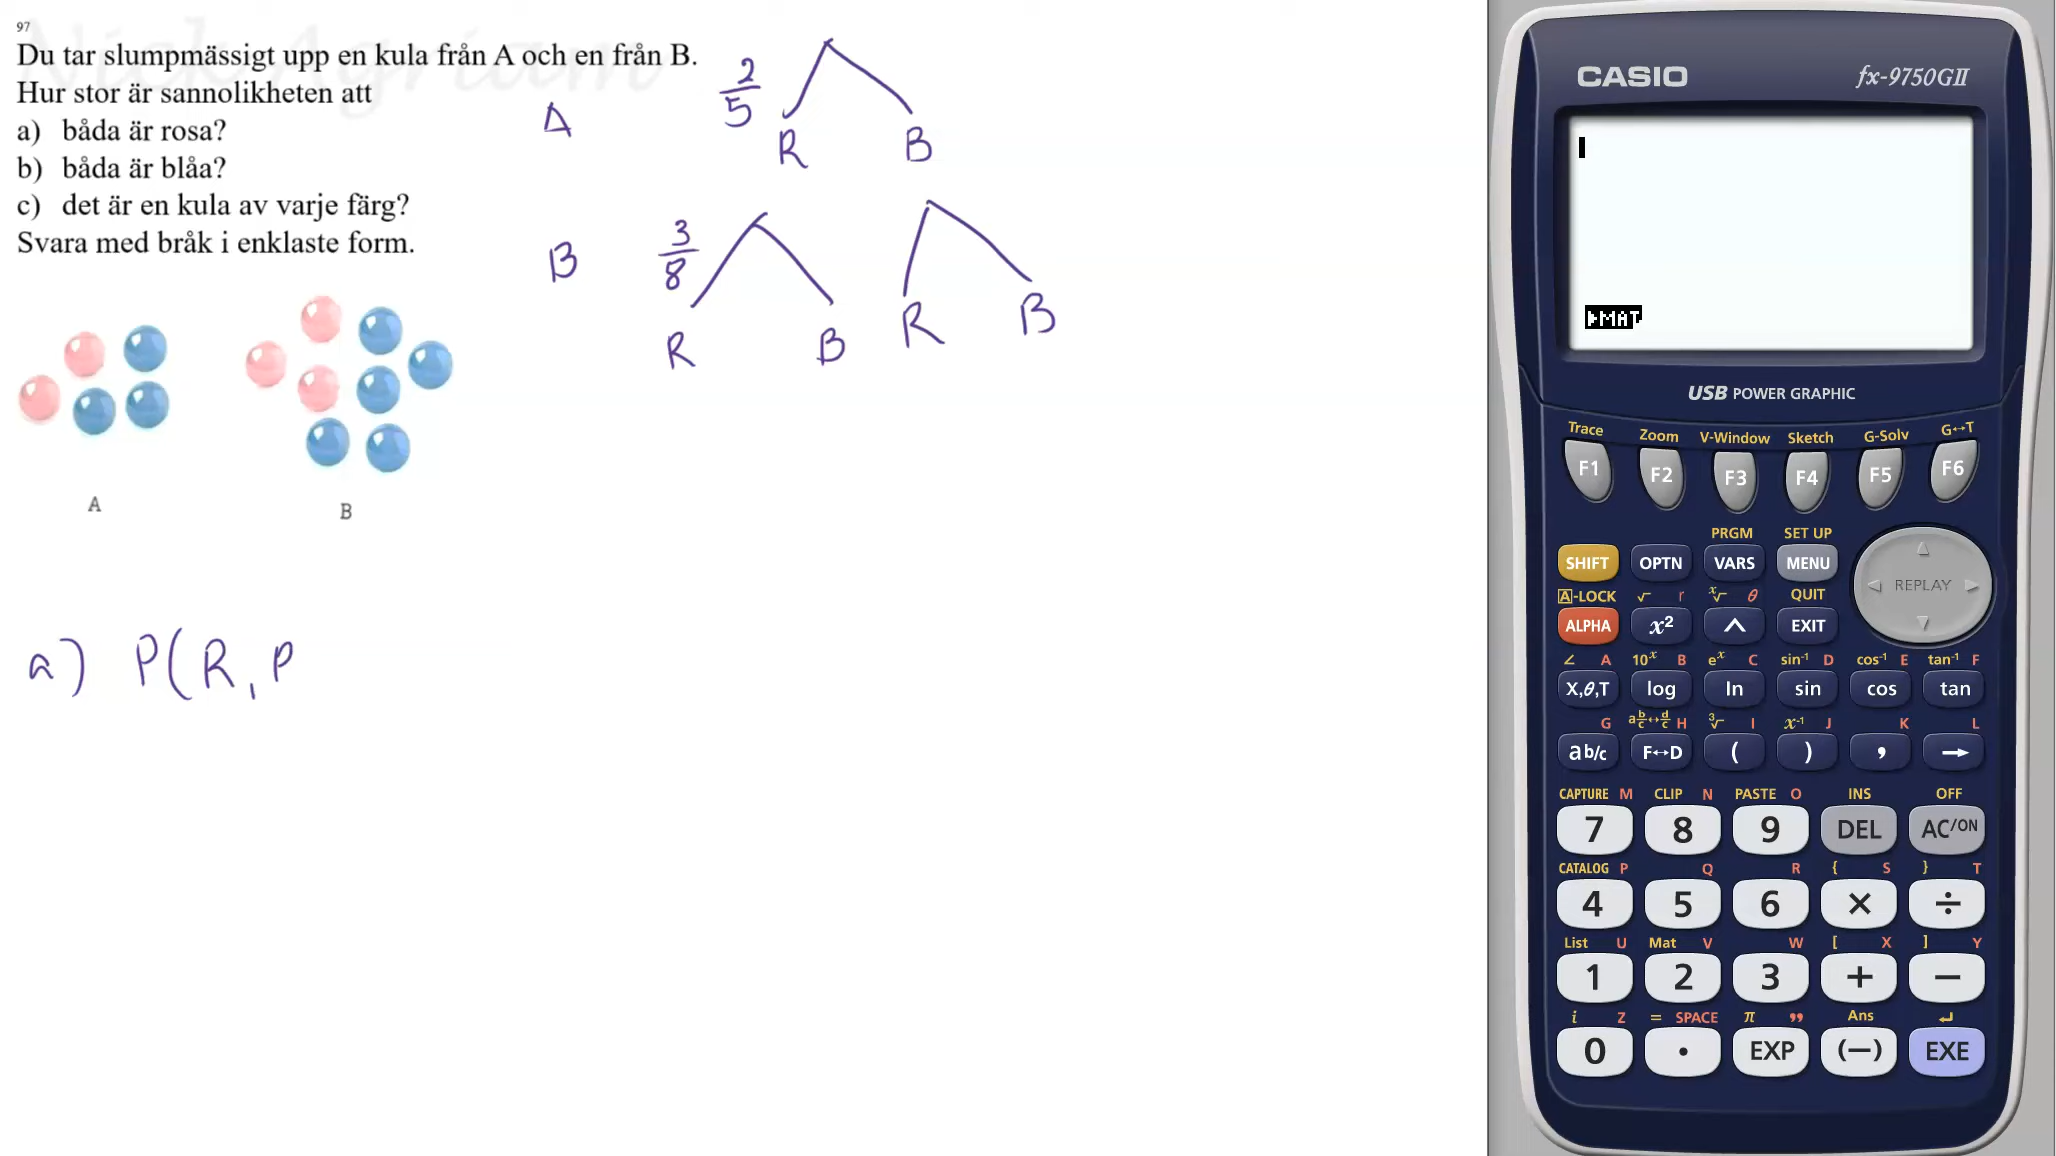 97
Du tar slumpmässigt upp en kula från A och en från B.
Hur stor är sannolikheten att
a) båda är rosa?
b) båda är blåa?
c) det är en kula av varje färg?
Svara med bråk i enklaste form.
A
B
Nick Agriam
A
2/5
R B
B
3/8
R B R B
a) P(R, P
CASIO fx-9750GII
▶MAT
USB POWER GRAPHIC
Trace Zoom V-Window Sketch G-Solv G↔T
F1 F2 F3 F4 F5 F6
PRGM SET UP
SHIFT OPTN VARS MENU
REPLAY
A-LOCK √ r ˣ√ θ QUIT
ALPHA x² ^ EXIT
∠ A 10ˣ B eˣ C sin⁻¹ D cos⁻¹ E tan⁻¹ F
X,θ,T log ln sin cos tan
G a b/c↔d/c H ³√ I x⁻¹ J K L
a b/c F↔D ( ) , →
CAPTURE M CLIP N PASTE O INS OFF
7 8 9 DEL AC/ON
CATALOG P Q R { S } T
4 5 6 × ÷
List U Mat V W [ X ] Y
1 2 3 + −
i Z = SPACE π ” Ans ↵
0 . EXP (−) EXE